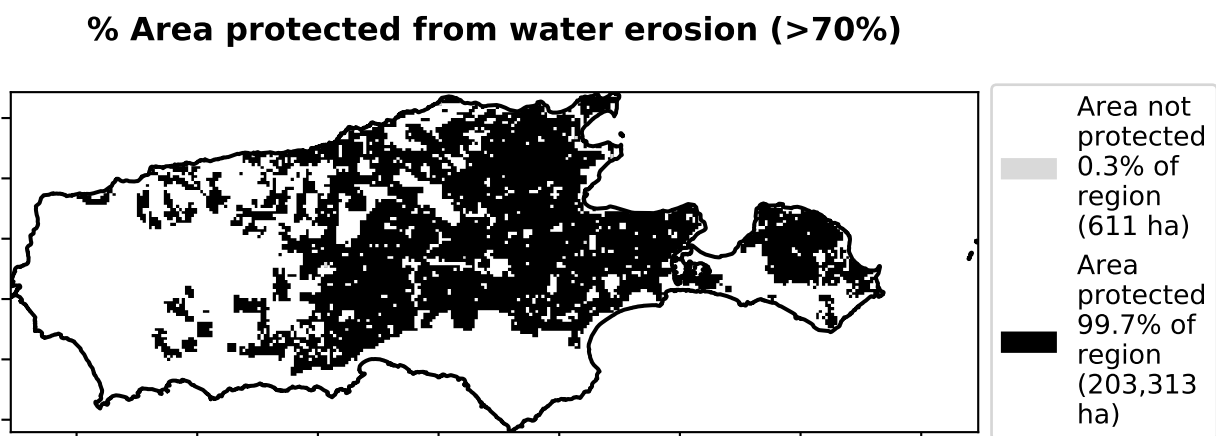 % Area protected from water erosion (>70%)
Area not
protected
0.3% of
region
(611 ha)
Area
protected
99.7% of
region
(203,313
ha)